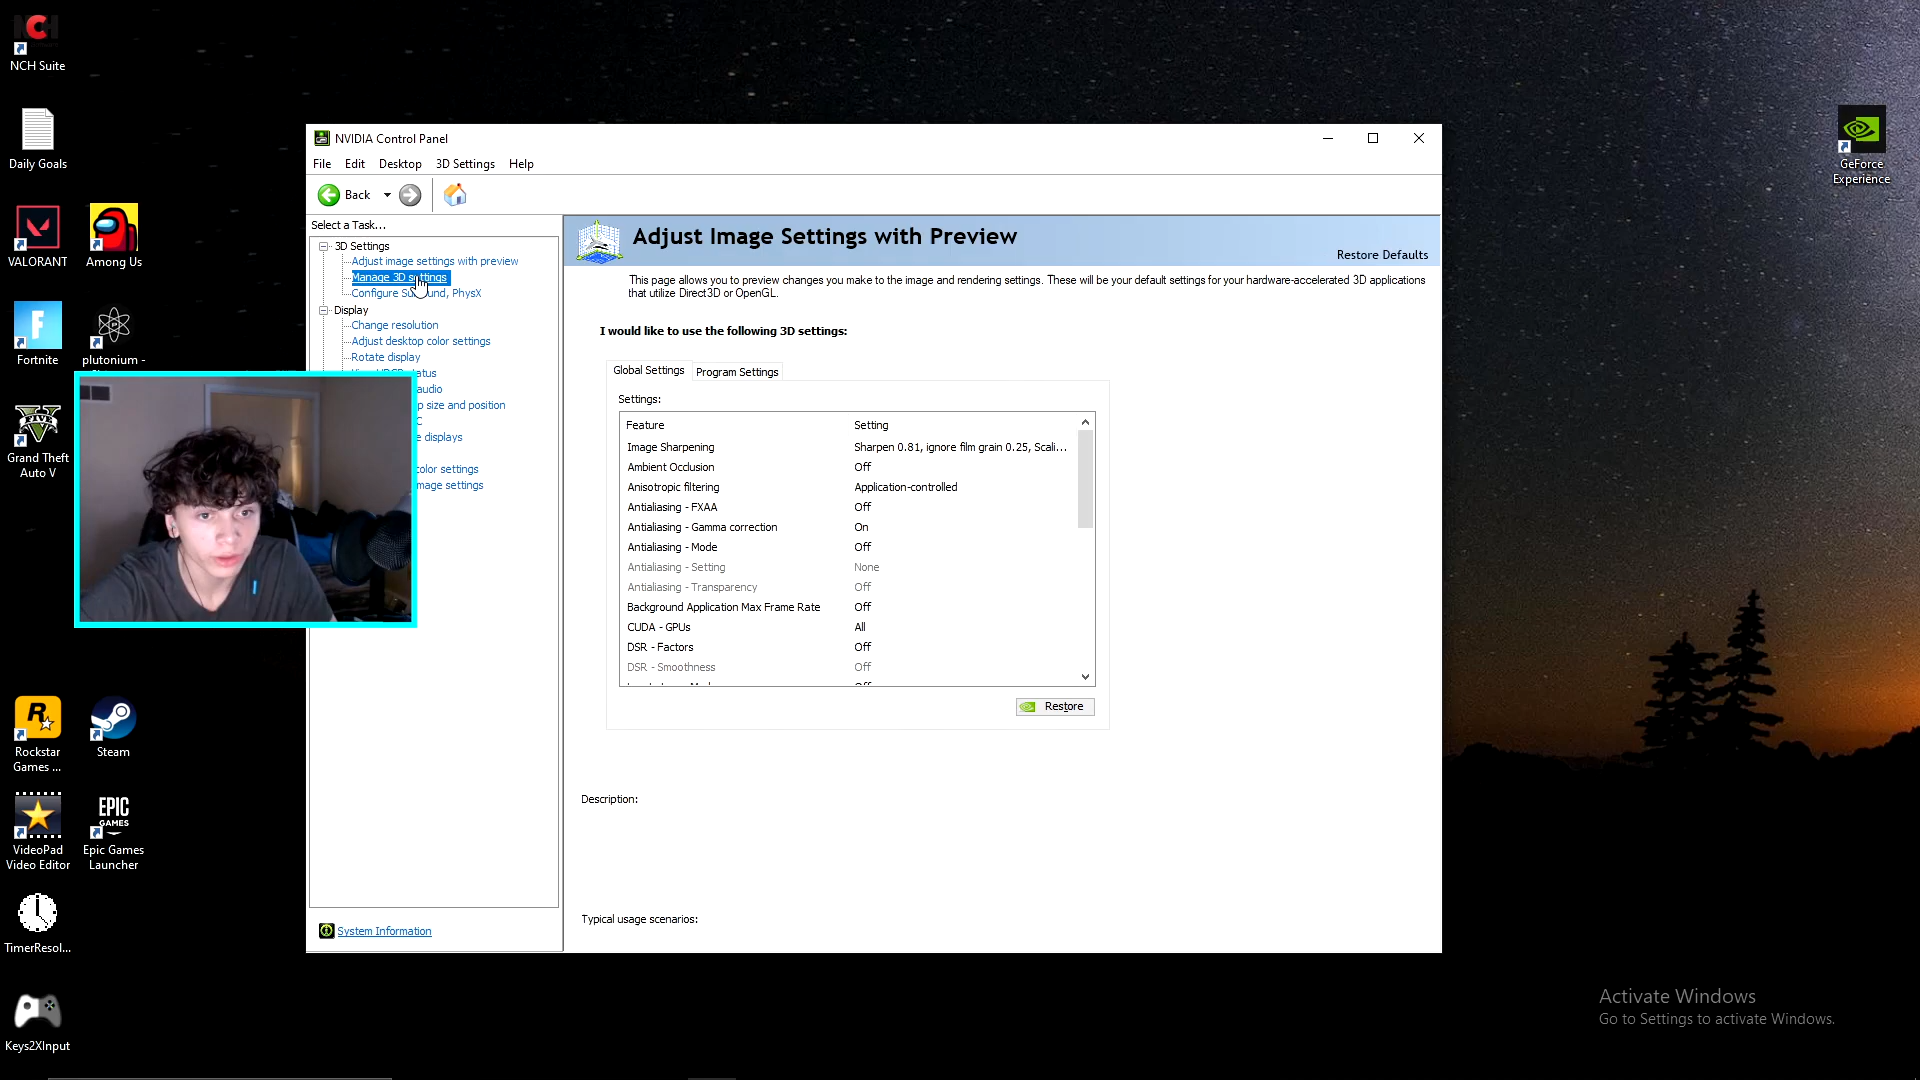 NCH Suite
Daily Goals
VALORANT
Among Us
Fortnite
plutonium -
Grand Theft
Auto V
Rockstar
Games ...
Steam
VideoPad
Video Editor
EPIC
GAMES
Epic Games
Launcher
TimerResol...
Keys2XInput
GeForce
Experience
NVIDIA Control Panel
File Edit Desktop 3D Settings Help
Back
Select a Task...
3D Settings
Adjust image settings with preview
Manage 3D settings
Configure Surround, PhysX
Display
Change resolution
Adjust desktop color settings
Rotate display
View HDCP status
audio
size and position
displays
color settings
image settings
System Information
Adjust Image Settings with Preview
Restore Defaults
This page allows you to preview changes you make to the image and rendering settings. These will be your default settings for your hardware-accelerated 3D applications
that utilize Direct3D or OpenGL.
I would like to use the following 3D settings:
Global Settings Program Settings
Settings:
Feature Setting
Image Sharpening Sharpen 0.81, ignore film grain 0.25, Scali...
Ambient Occlusion Off
Anisotropic filtering Application-controlled
Antialiasing - FXAA Off
Antialiasing - Gamma correction On
Antialiasing - Mode Off
Antialiasing - Setting None
Antialiasing - Transparency Off
Background Application Max Frame Rate Off
CUDA - GPUs All
DSR - Factors Off
DSR - Smoothness Off
Restore
Description:
Typical usage scenarios:
Activate Windows
Go to Settings to activate Windows.